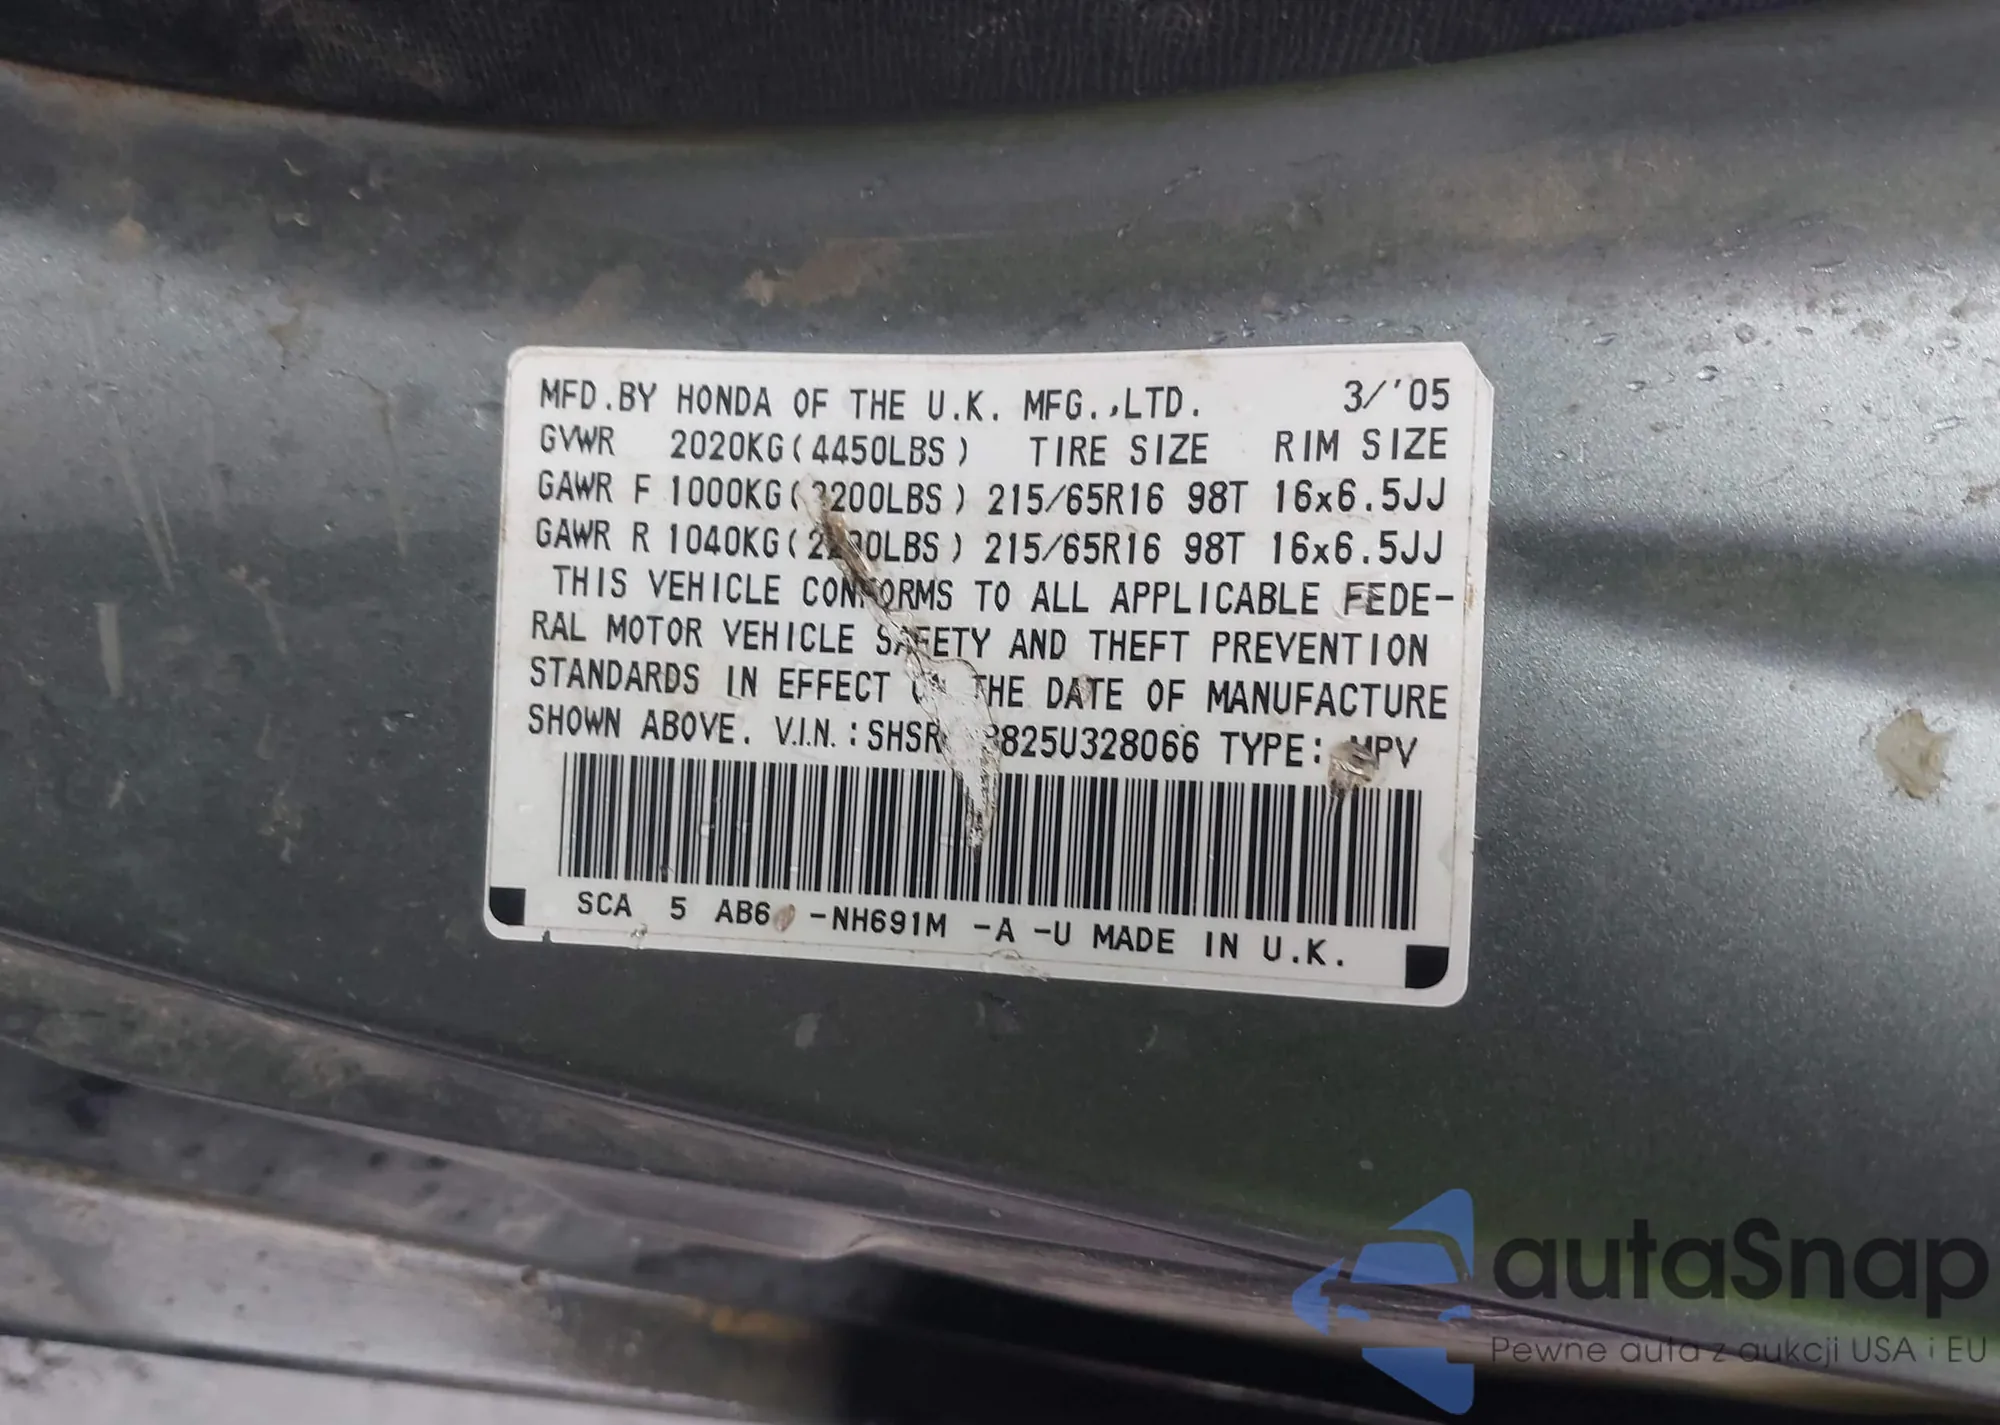 MFD.BY HONDA OF THE U.K. MFG.,LTD. 3/'05
GVWR 2020KG(4450LBS) TIRE SIZE RIM SIZE
GAWR F 1000KG( 215/65R16 98T 16x6.5JJ
GAWR R 1040KG( 215/65R16 98T 16x6.5JJ
THIS VEHICLE CONFORMS TO ALL APPLICABLE FEDE-
RAL MOTOR VEHICLE SAFETY AND THEFT PREVENTION
STANDARDS IN EFFECT ON THE DATE OF MANUFACTURE
SHOWN ABOVE. V.I.N.: TYPE: MPV
SCA 5 -NH691M -A -U MADE IN U.K.
autaSnap
Pewne auta z aukcji USA i EU